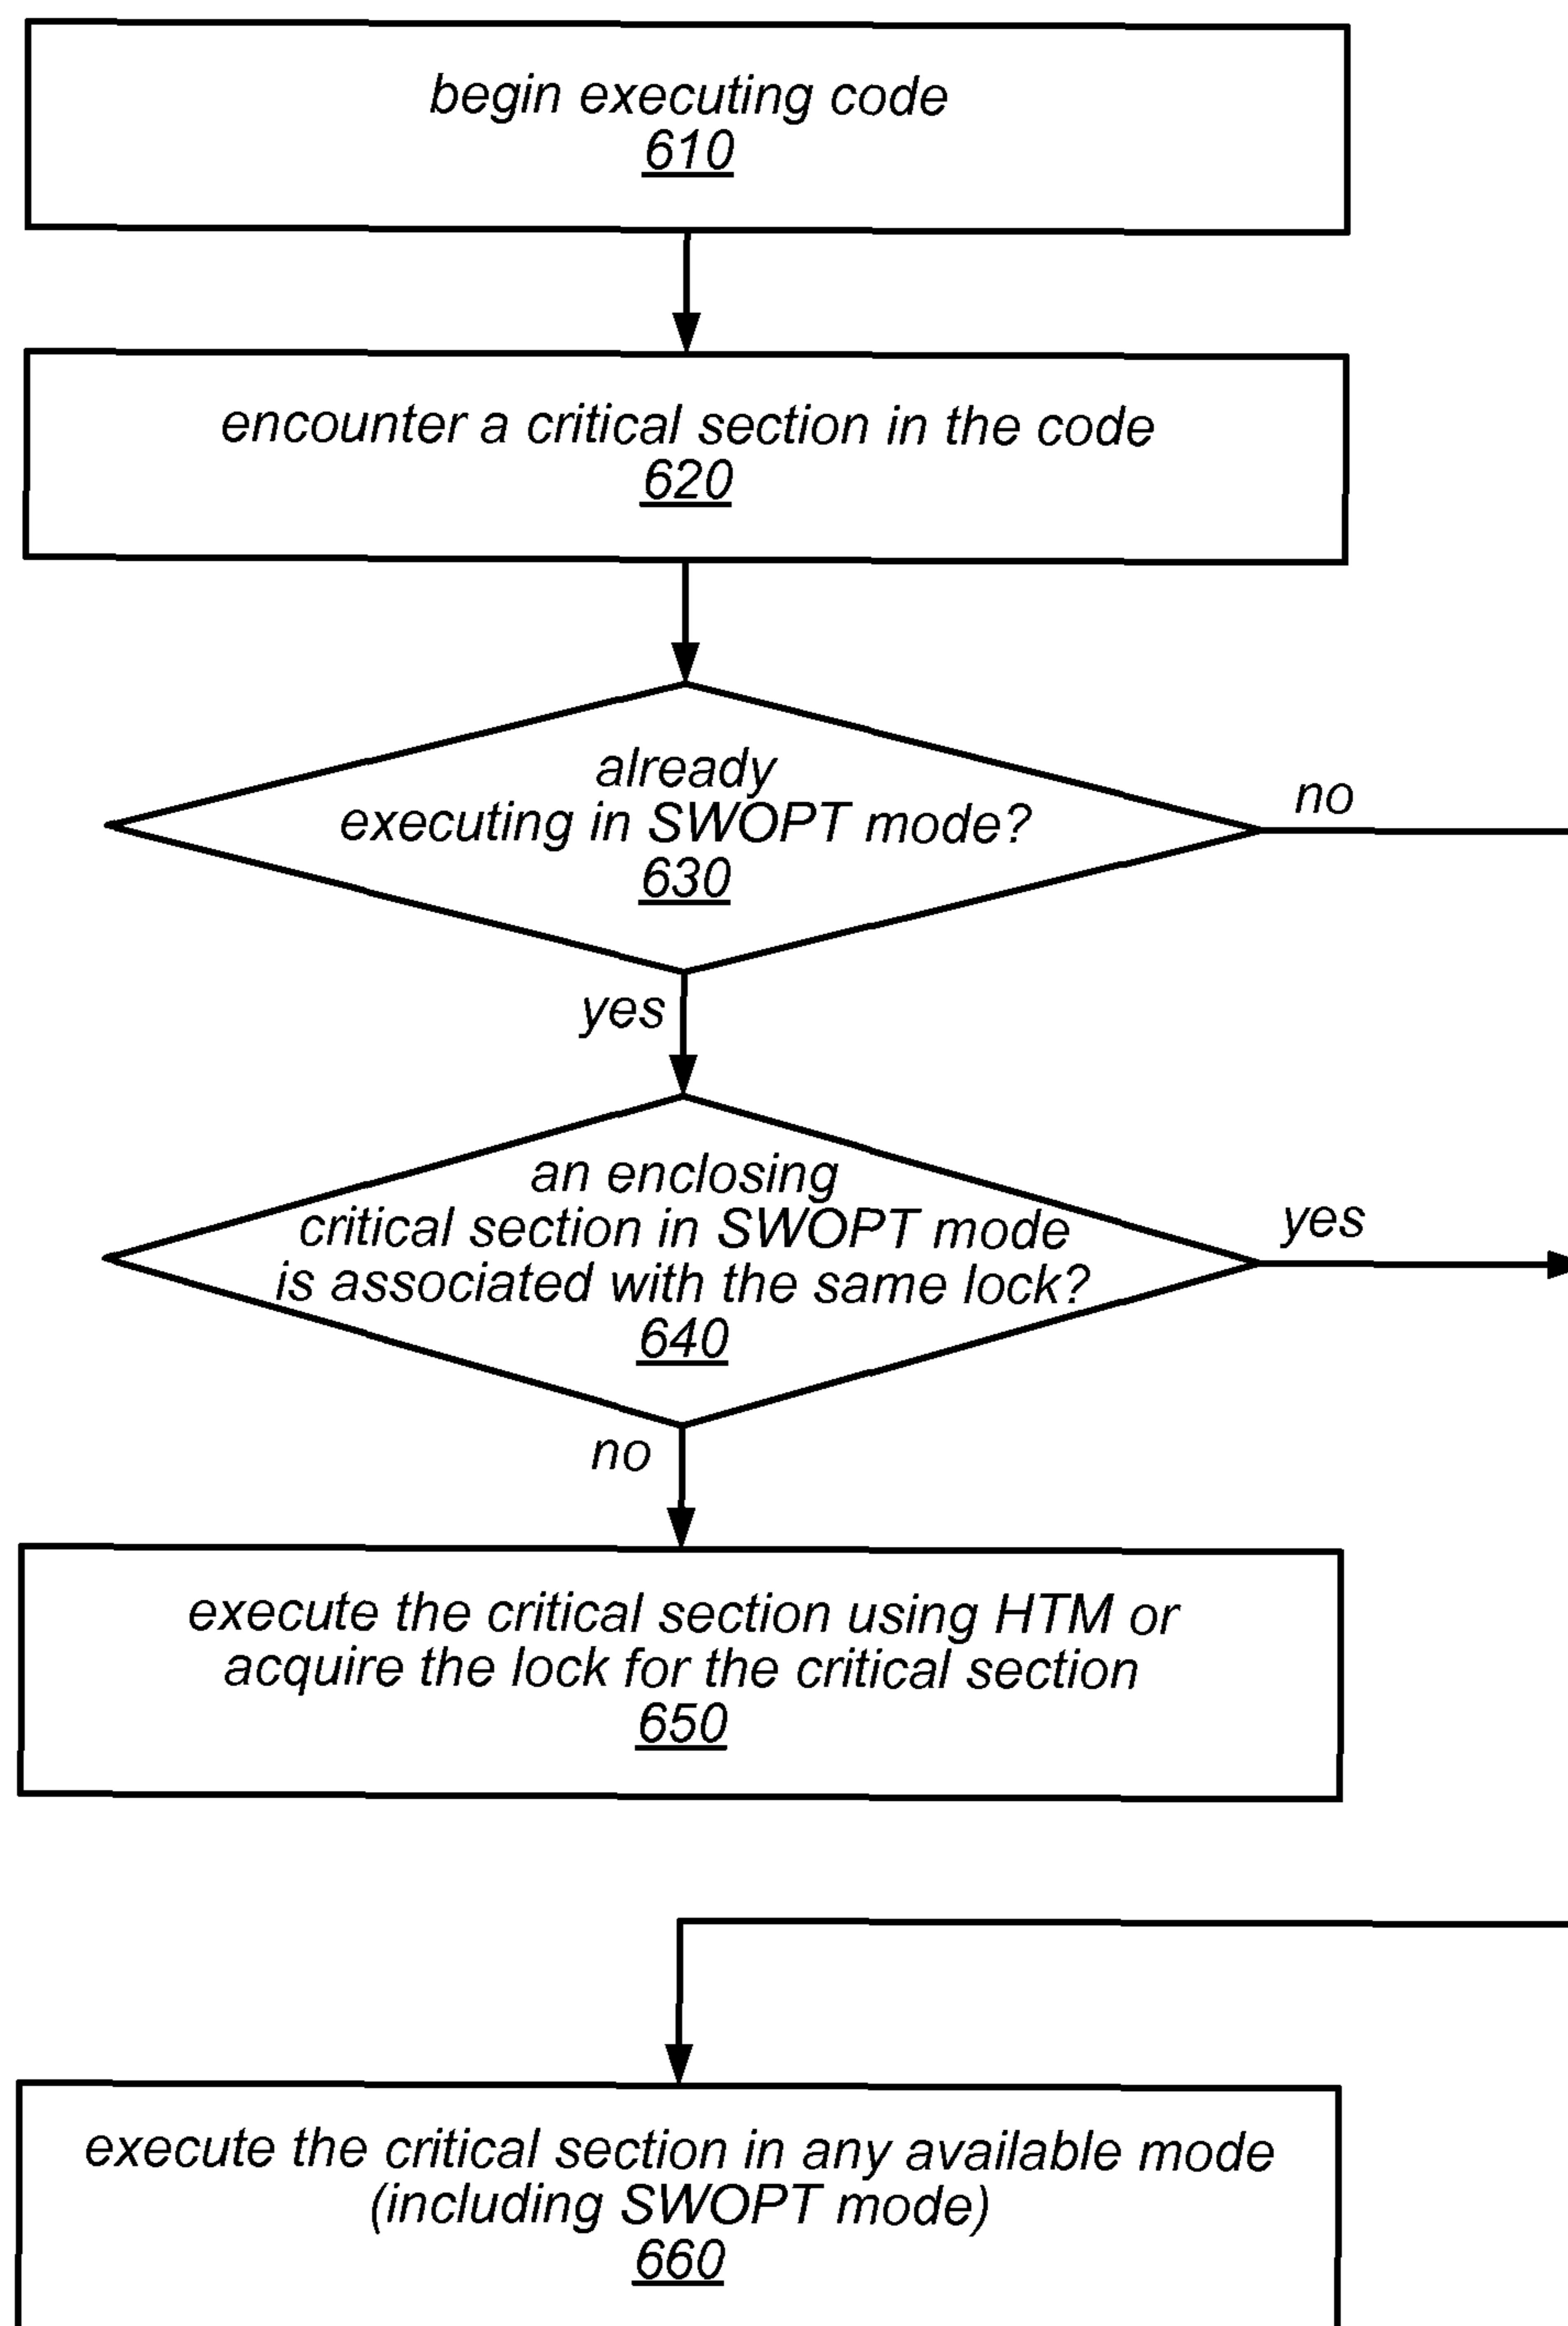 begin executing code
610
encounter a critical section in the code
620
already
executing in SWOPT mode?
630
no
yes
an enclosing
critical section in SWOPT mode
is associated with the same lock?
640
yes
no
execute the critical section using HTM or
acquire the lock for the critical section
650
execute the critical section in any available mode
(including SWOPT mode)
660